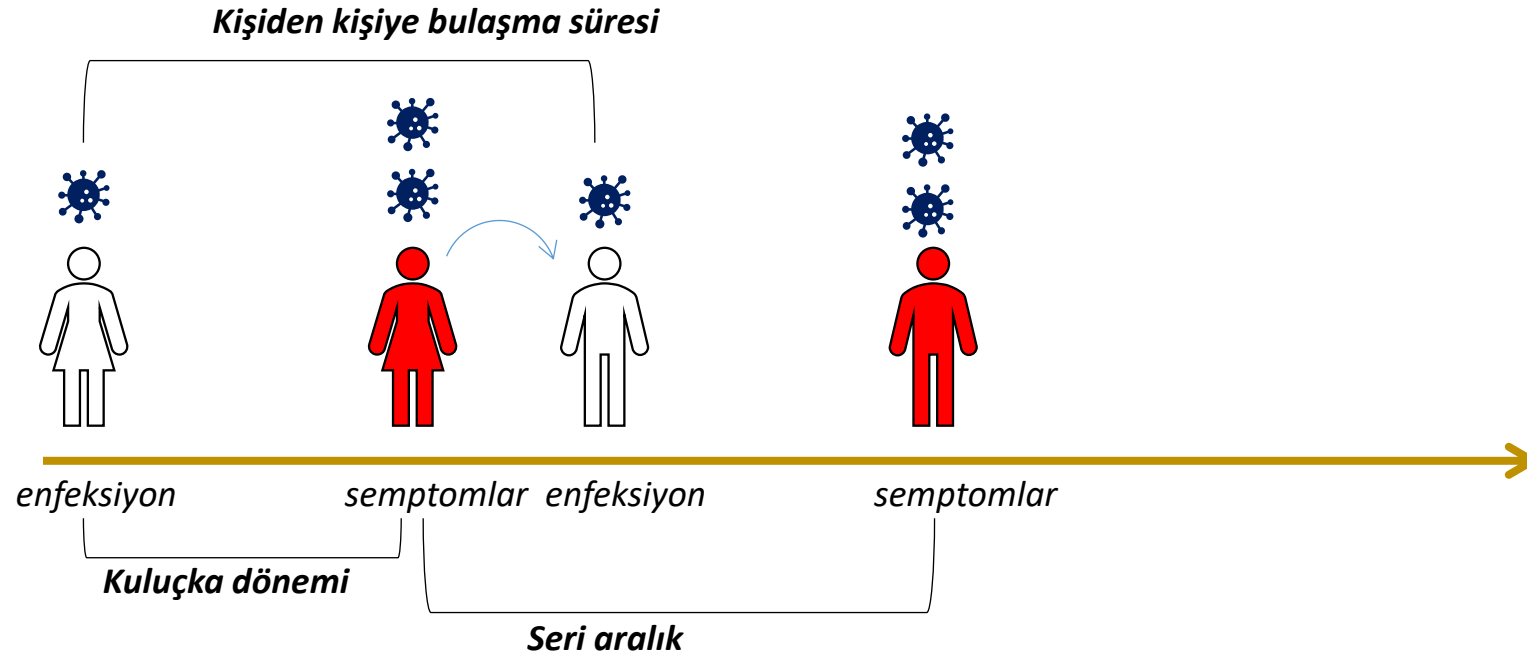 Kişiden kişiye bulaşma süresi
enfeksiyon
semptomlar
enfeksiyon
semptomlar
Kuluçka dönemi
Seri aralık